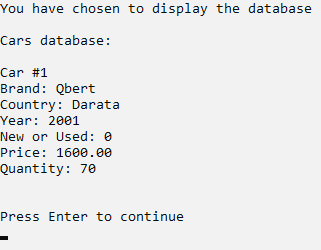 You have chosen to display the database
Cars database:
Car #1
Brand: Qbert
Country: Darata
Year: 2001
New or Used: 0
Price: 1600.00
Quantity: 70
Press Enter to continue